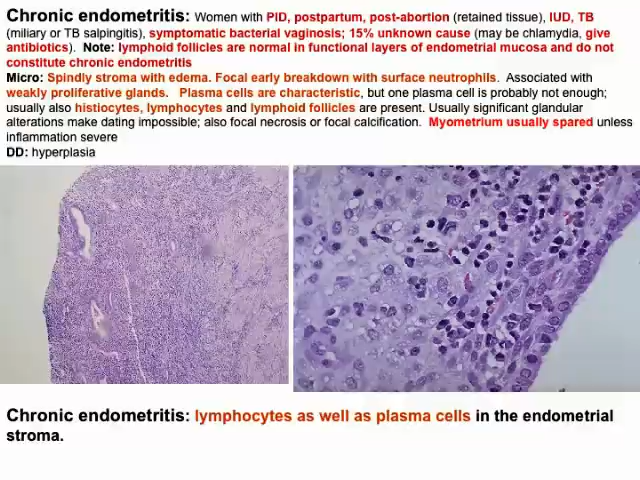 Chronic endometritis: Women with PID, postpartum, post-abortion (retained tissue), IUD, TB
(miliary or TB salpingitis), symptomatic bacterial vaginosis; 15% unknown cause (may be chlamydia, give
antibiotics).  Note: lymphoid follicles are normal in functional layers of endometrial mucosa and do not
constitute chronic endometritis
Micro: Spindly stroma with edema. Focal early breakdown with surface neutrophils.  Associated with
weakly proliferative glands.   Plasma cells are characteristic, but one plasma cell is probably not enough;
usually also histiocytes, lymphocytes and lymphoid follicles are present. Usually significant glandular
alterations make dating impossible; also focal necrosis or focal calcification.  Myometrium usually spared unless
inflammation severe
DD: hyperplasia
Chronic endometritis: lymphocytes as well as plasma cells in the endometrial
stroma.